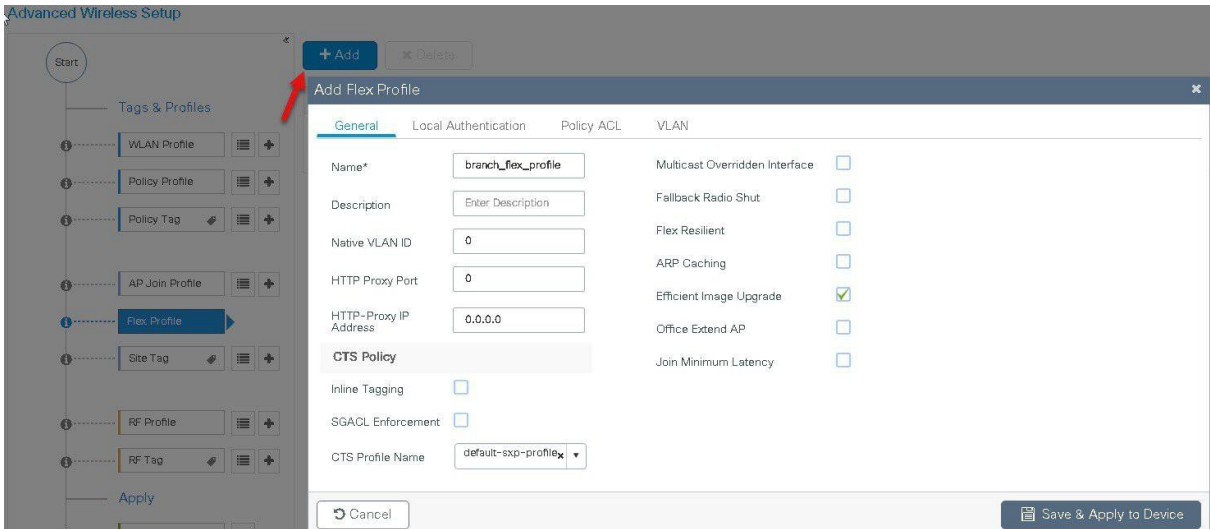 Advanced Wireless Setup
Start
Tags & Profiles
WLAN Profile
Policy Profile
Policy Tag
AP Join Profile
Flex Profile
Site Tag
RF Profile
RF Tag
Apply
+ Add
✖ Delete
Add Flex Profile
General Local Authentication Policy ACL VLAN
Name* branch_flex_profile
Description Enter Description
Native VLAN ID 0
HTTP Proxy Port 0
HTTP-Proxy IP
Address 0.0.0.0
CTS Policy
Inline Tagging
SGACL Enforcement
CTS Profile Name default-sxp-profile
Multicast Overridden Interface
Fallback Radio Shut
Flex Resilient
ARP Caching
Efficient Image Upgrade
Office Extend AP
Join Minimum Latency
Cancel
Save & Apply to Device